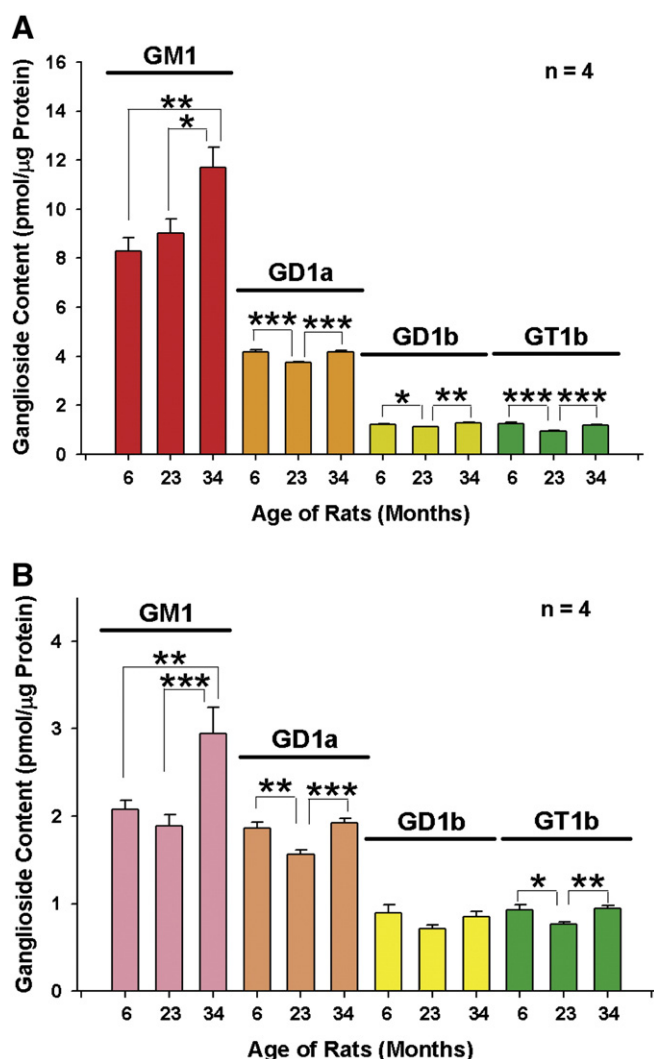 A
GM1
n = 4
GD1a
GD1b
GT1b
**
*
***
***
*
**
***
***
Ganglioside Content (pmol/μg Protein)
16
14
12
10
8
6
4
2
0
6 23 34 6 23 34 6 23 34 6 23 34
Age of Rats (Months)
B
GM1
n = 4
GD1a
GD1b
GT1b
**
***
**
***
*
**
Ganglioside Content (pmol/μg Protein)
4
3
2
1
0
6 23 34 6 23 34 6 23 34 6 23 34
Age of Rats (Months)